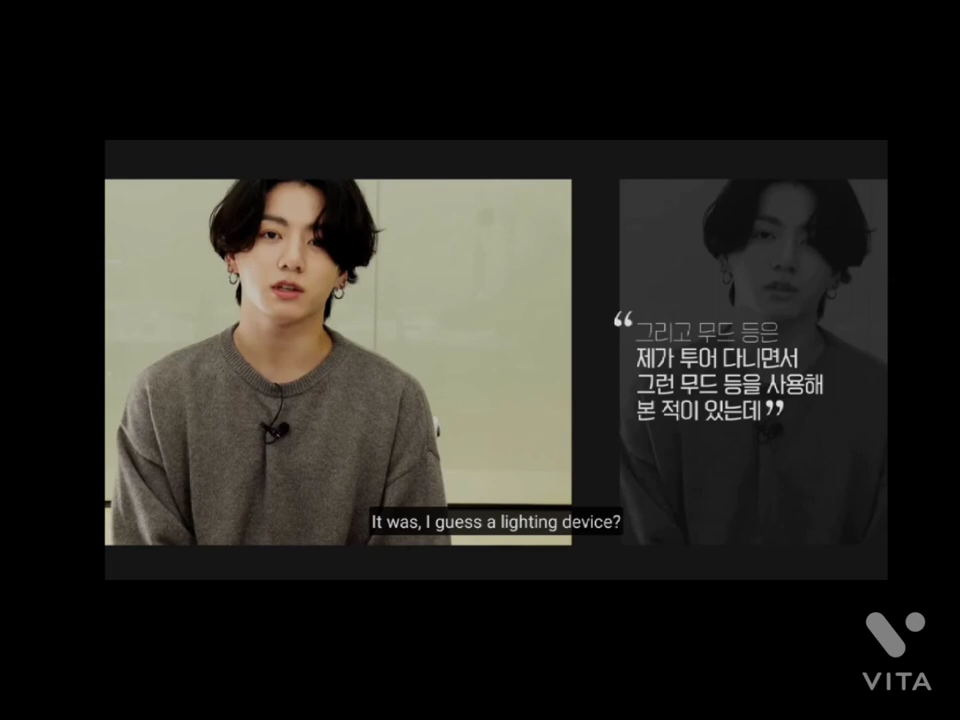 “그리고 무드 등은
제가 투어 다니면서
그런 무드 등을 사용해
본 적이 있는데”
It was, I guess a lighting device?
VITA